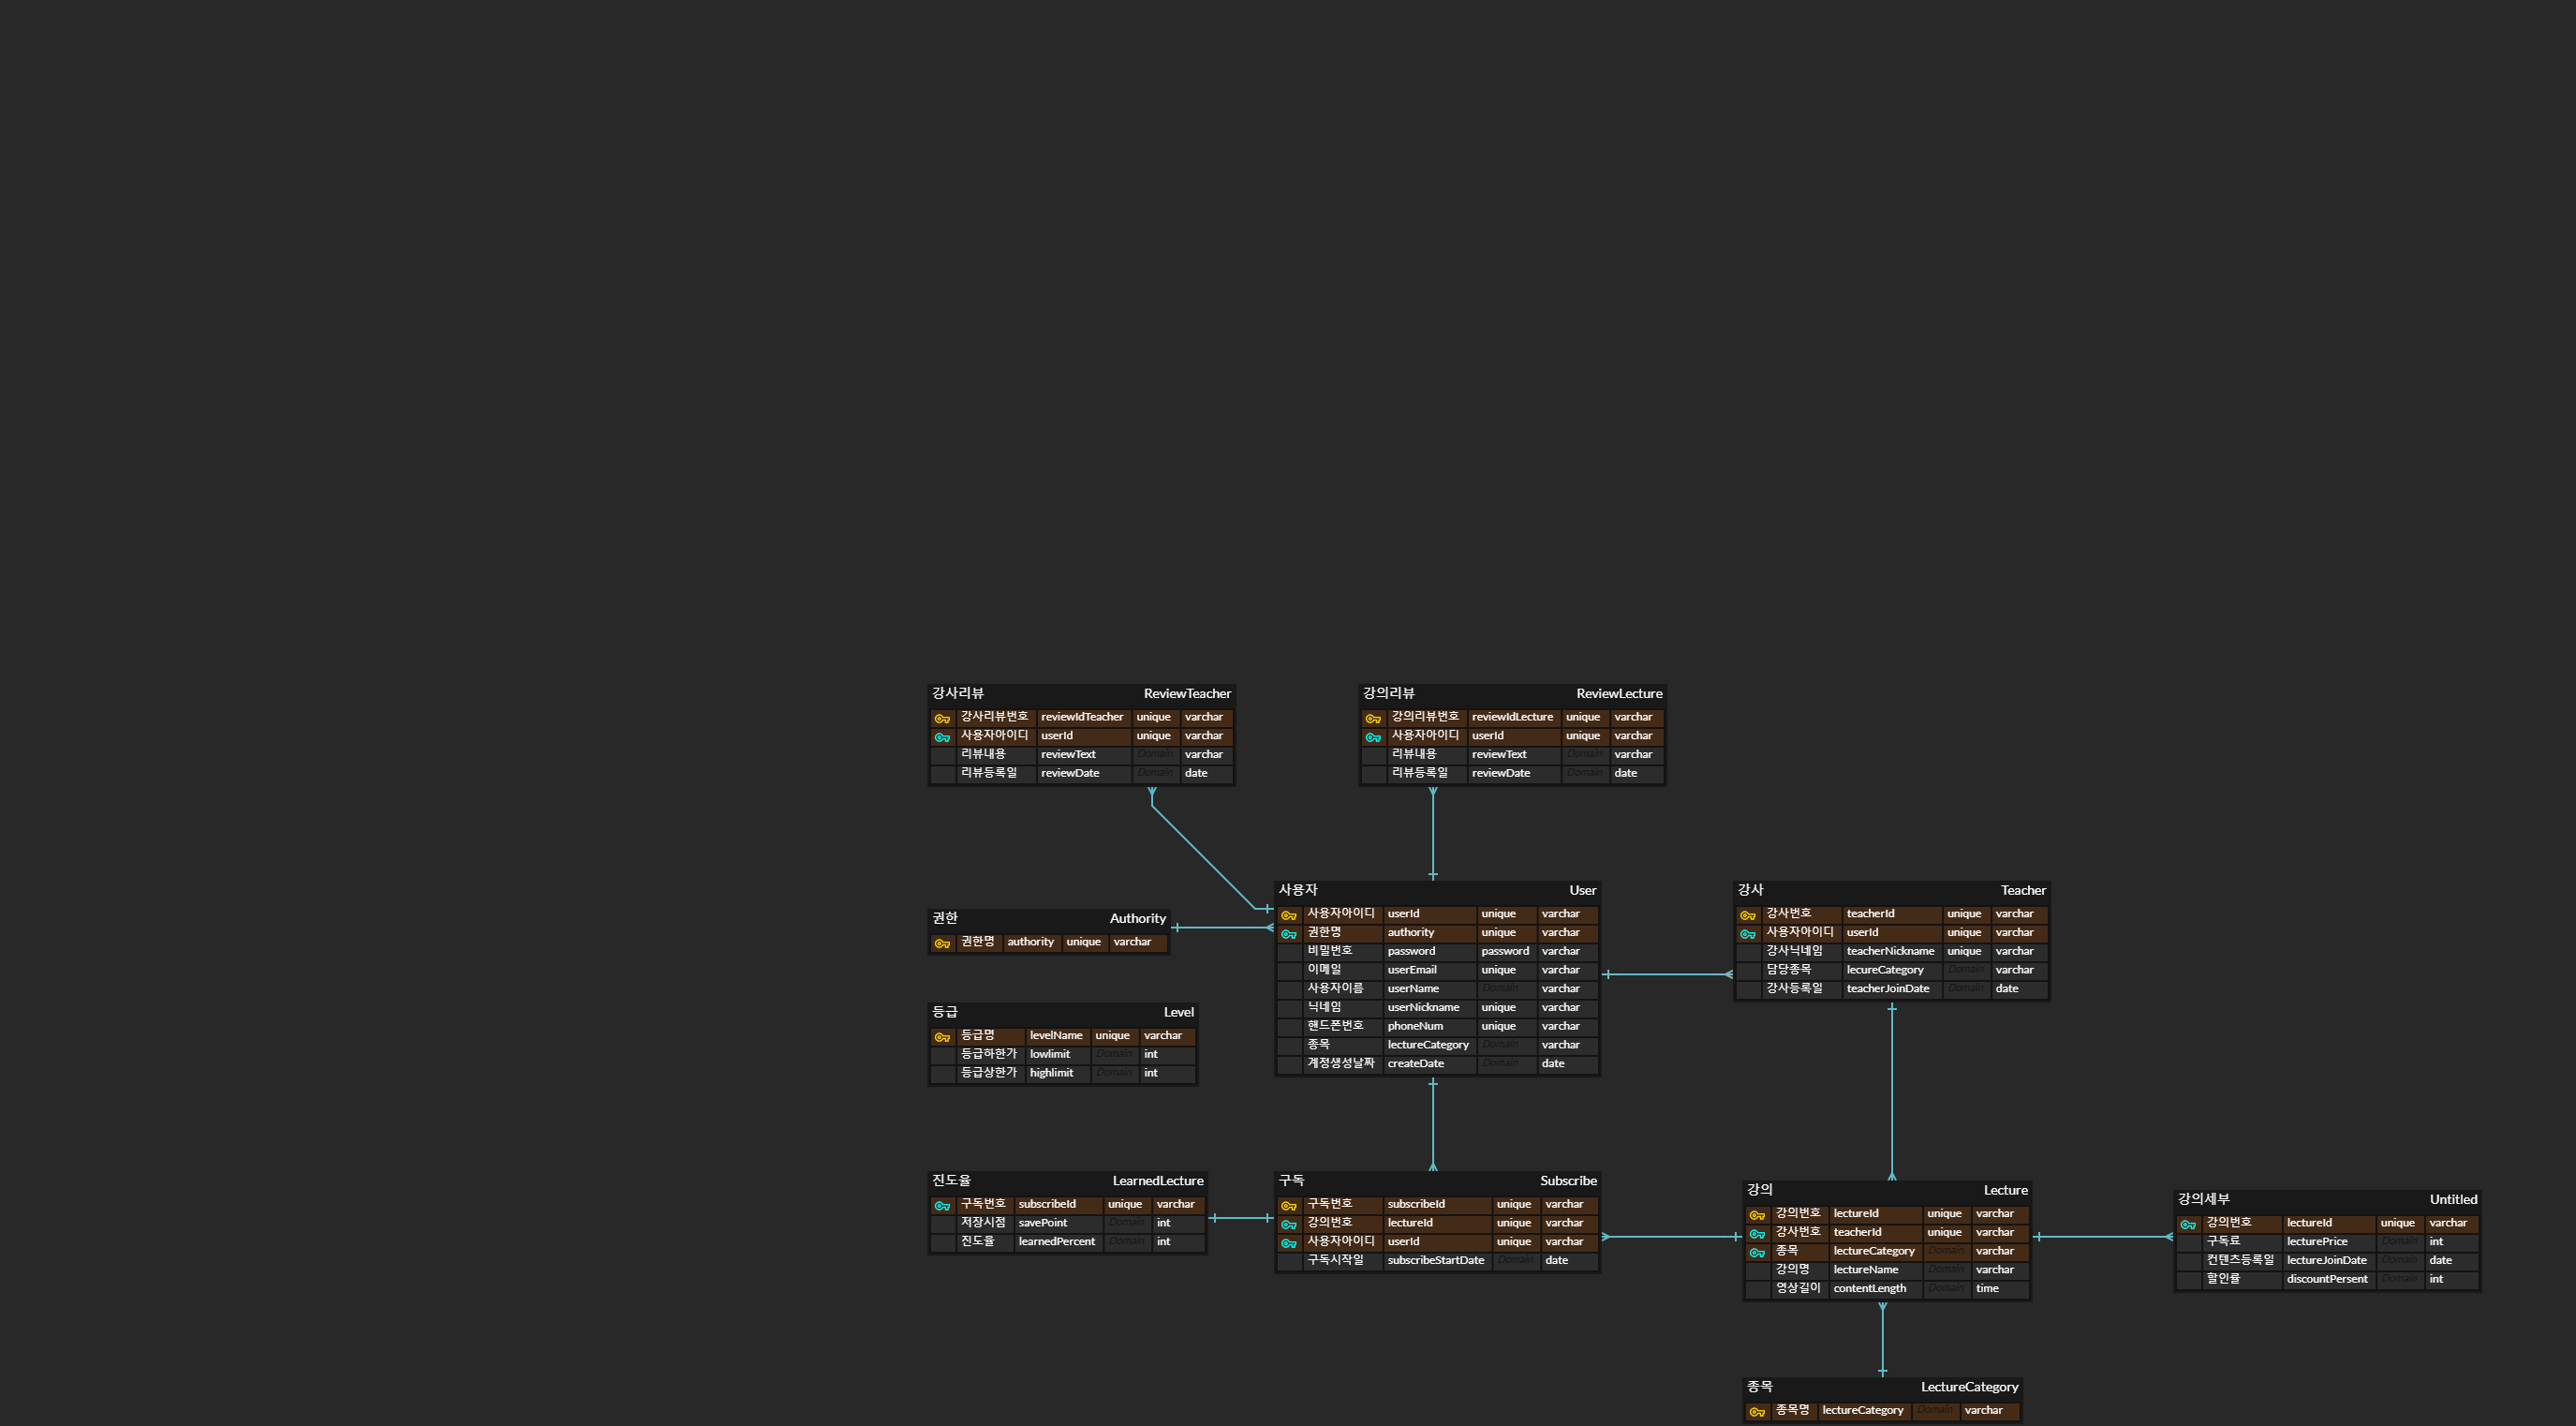 강사리뷰 ReviewTeacher
강사리뷰번호 reviewIdTeacher unique varchar
사용자아이디 userId unique varchar
리뷰내용 reviewText Domain varchar
리뷰등록일 reviewDate Domain date
강의리뷰 ReviewLecture
강의리뷰번호 reviewIdLecture unique varchar
사용자아이디 userId unique varchar
리뷰내용 reviewText Domain varchar
리뷰등록일 reviewDate Domain date
권한 Authority
권한명 authority unique varchar
사용자 User
사용자아이디 userId unique varchar
권한명 authority unique varchar
비밀번호 password password varchar
이메일 userEmail unique varchar
사용자이름 userName Domain varchar
닉네임 userNickname unique varchar
핸드폰번호 phoneNum unique varchar
종목 lectureCategory Domain varchar
계정생성날짜 createDate Domain date
강사 Teacher
강사번호 teacherId unique varchar
사용자아이디 userId unique varchar
강사닉네임 teacherNickname unique varchar
담당종목 lecureCategory Domain varchar
강사등록일 teacherJoinDate Domain date
등급 Level
등급명 levelName unique varchar
등급하한가 lowlimit Domain int
등급상한가 highlimit Domain int
진도율 LearnedLecture
구독번호 subscribeId unique varchar
저장시점 savePoint Domain int
진도율 learnedPercent Domain int
구독 Subscribe
구독번호 subscribeId unique varchar
강의번호 lectureId unique varchar
사용자아이디 userId unique varchar
구독시작일 subscribeStartDate Domain date
강의 Lecture
강의번호 lectureId unique varchar
강사번호 teacherId unique varchar
종목 lectureCategory Domain varchar
강의명 lectureName Domain varchar
영상길이 contentLength Domain time
강의세부 Untitled
강의번호 lectureId unique varchar
구독료 lecturePrice Domain int
컨텐츠등록일 lectureJoinDate Domain date
할인률 discountPersent Domain int
종목 LectureCategory
종목명 lectureCategory Domain varchar